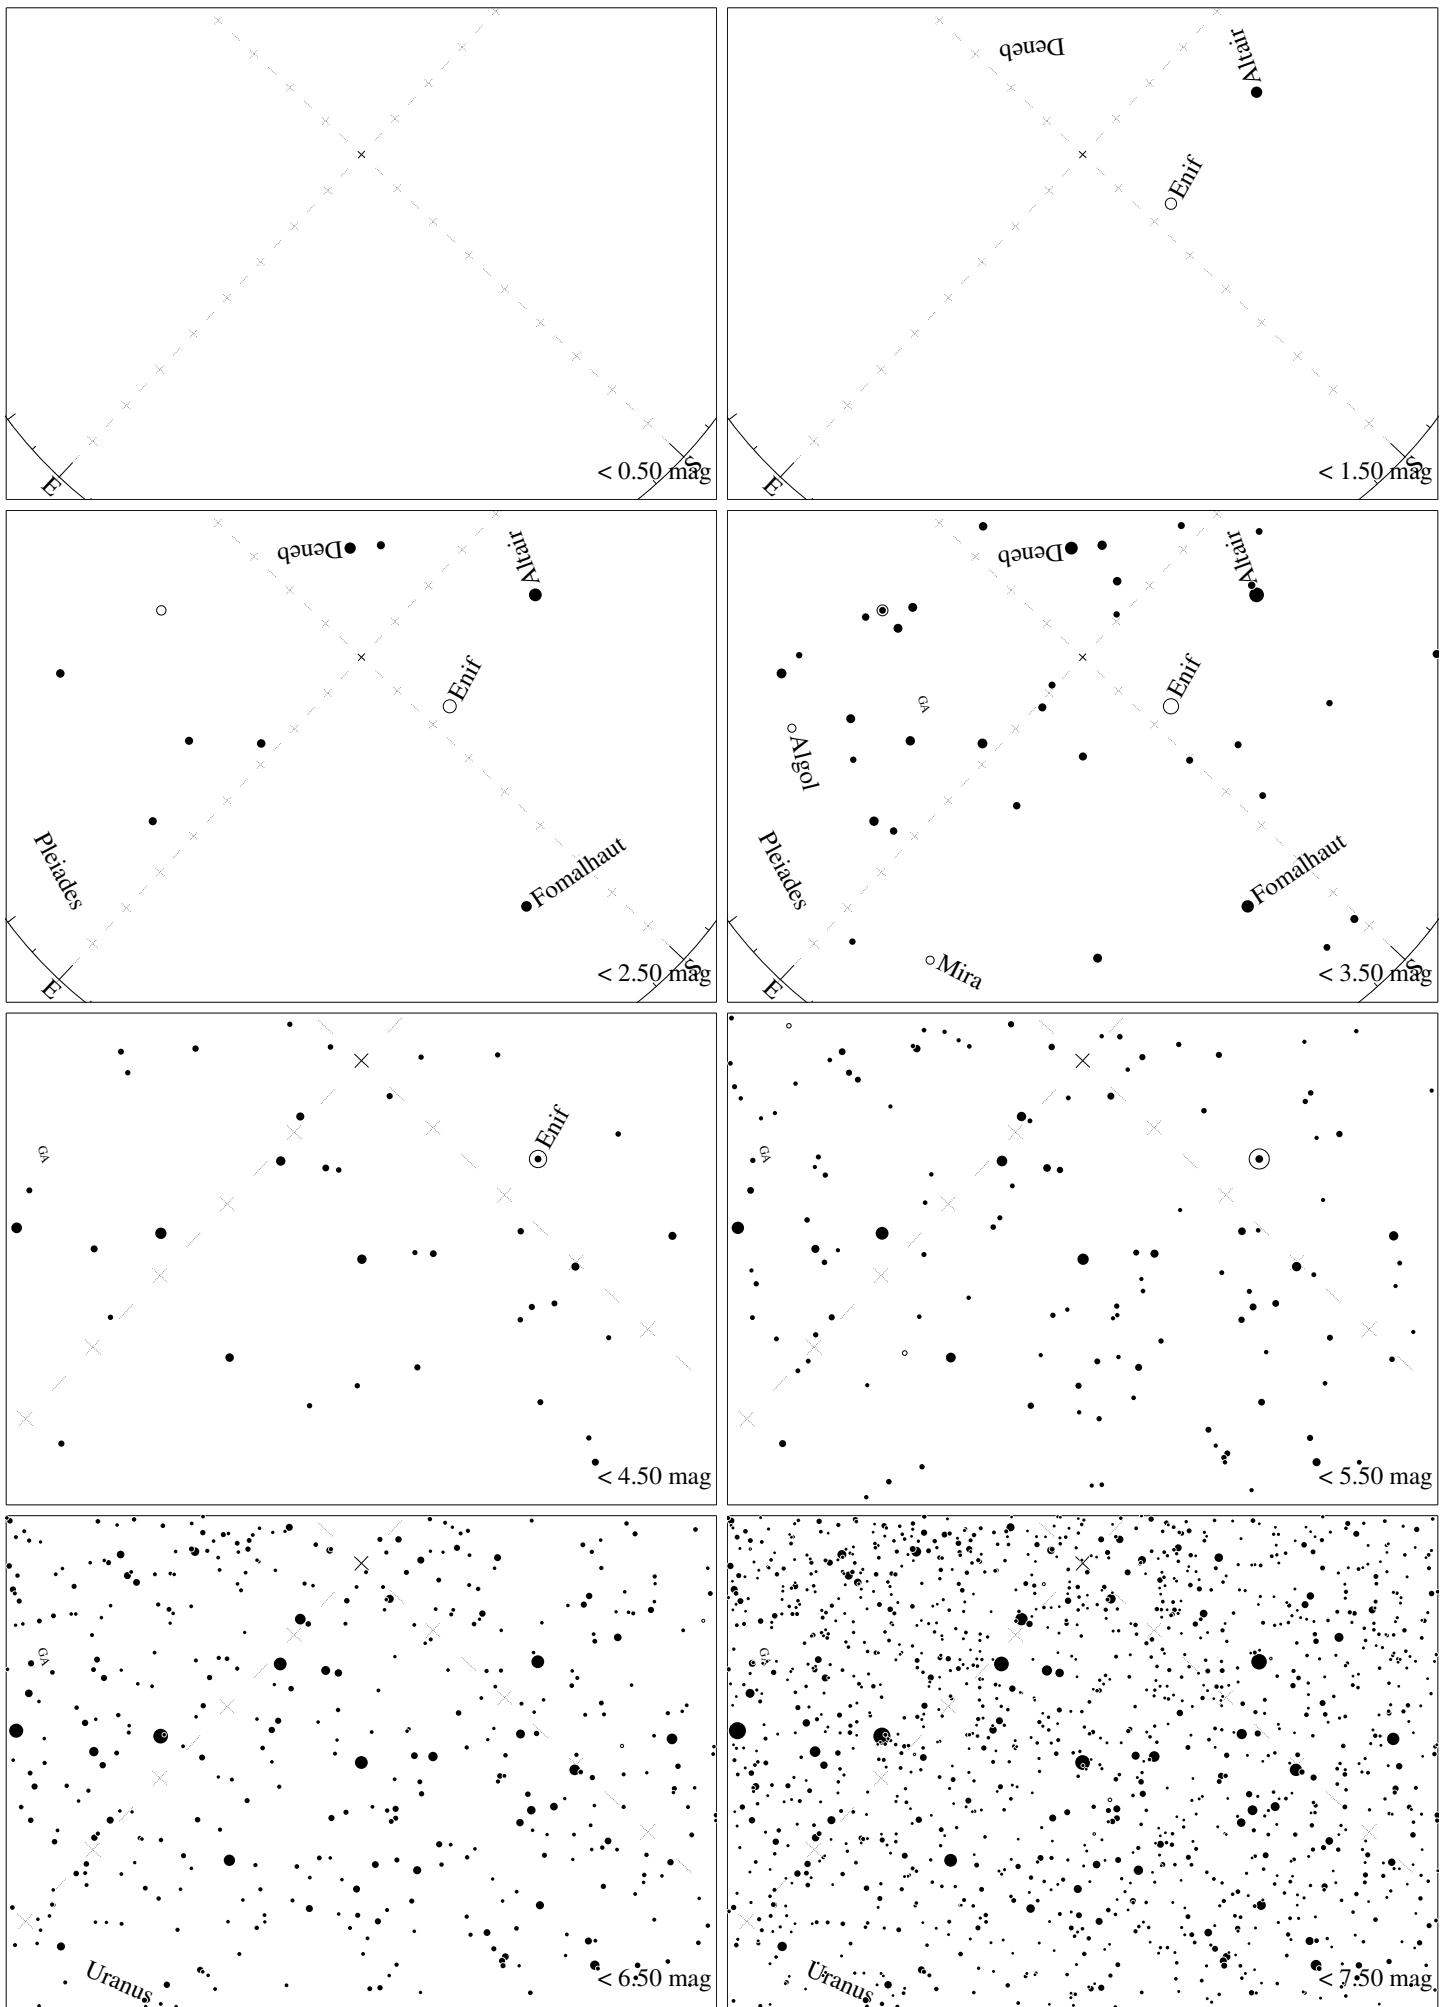 E
S
< 0.50 mag
Deneb
Altair
Enif
E
S
< 1.50 mag
Deneb
Altair
Enif
Pleiades
Fomalhaut
E
S
< 2.50 mag
Deneb
Altair
GA
Enif
Algol
Pleiades
Fomalhaut
Mira
E
S
< 3.50 mag
GA
Enif
< 4.50 mag
GA
< 5.50 mag
GA
Uranus
< 6.50 mag
GA
Uranus
< 7.50 mag